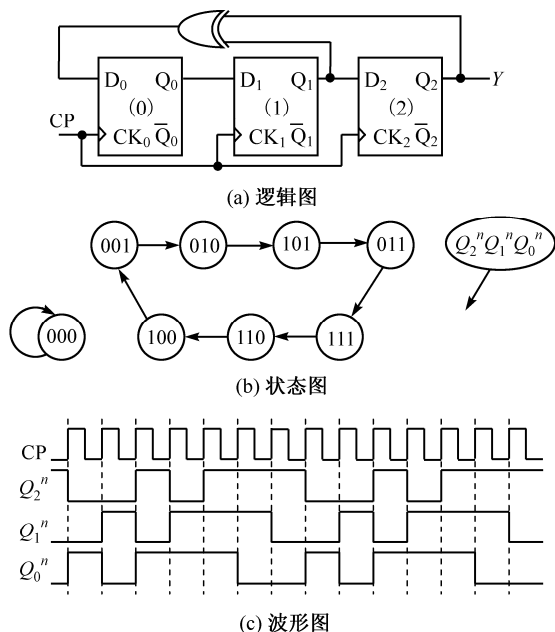 D₀ Q₀ D₁ Q₁ D₂ Q₂ Y
(0) (1) (2)
CP
CK₀ Q̅₀ CK₁ Q̅₁ CK₂ Q̅₂
(a) 逻辑图
001 010 101 011 Q₂ⁿQ₁ⁿQ₀ⁿ
000 100 110 111
(b) 状态图
CP
Q₂ⁿ
Q₁ⁿ
Q₀ⁿ
(c) 波形图